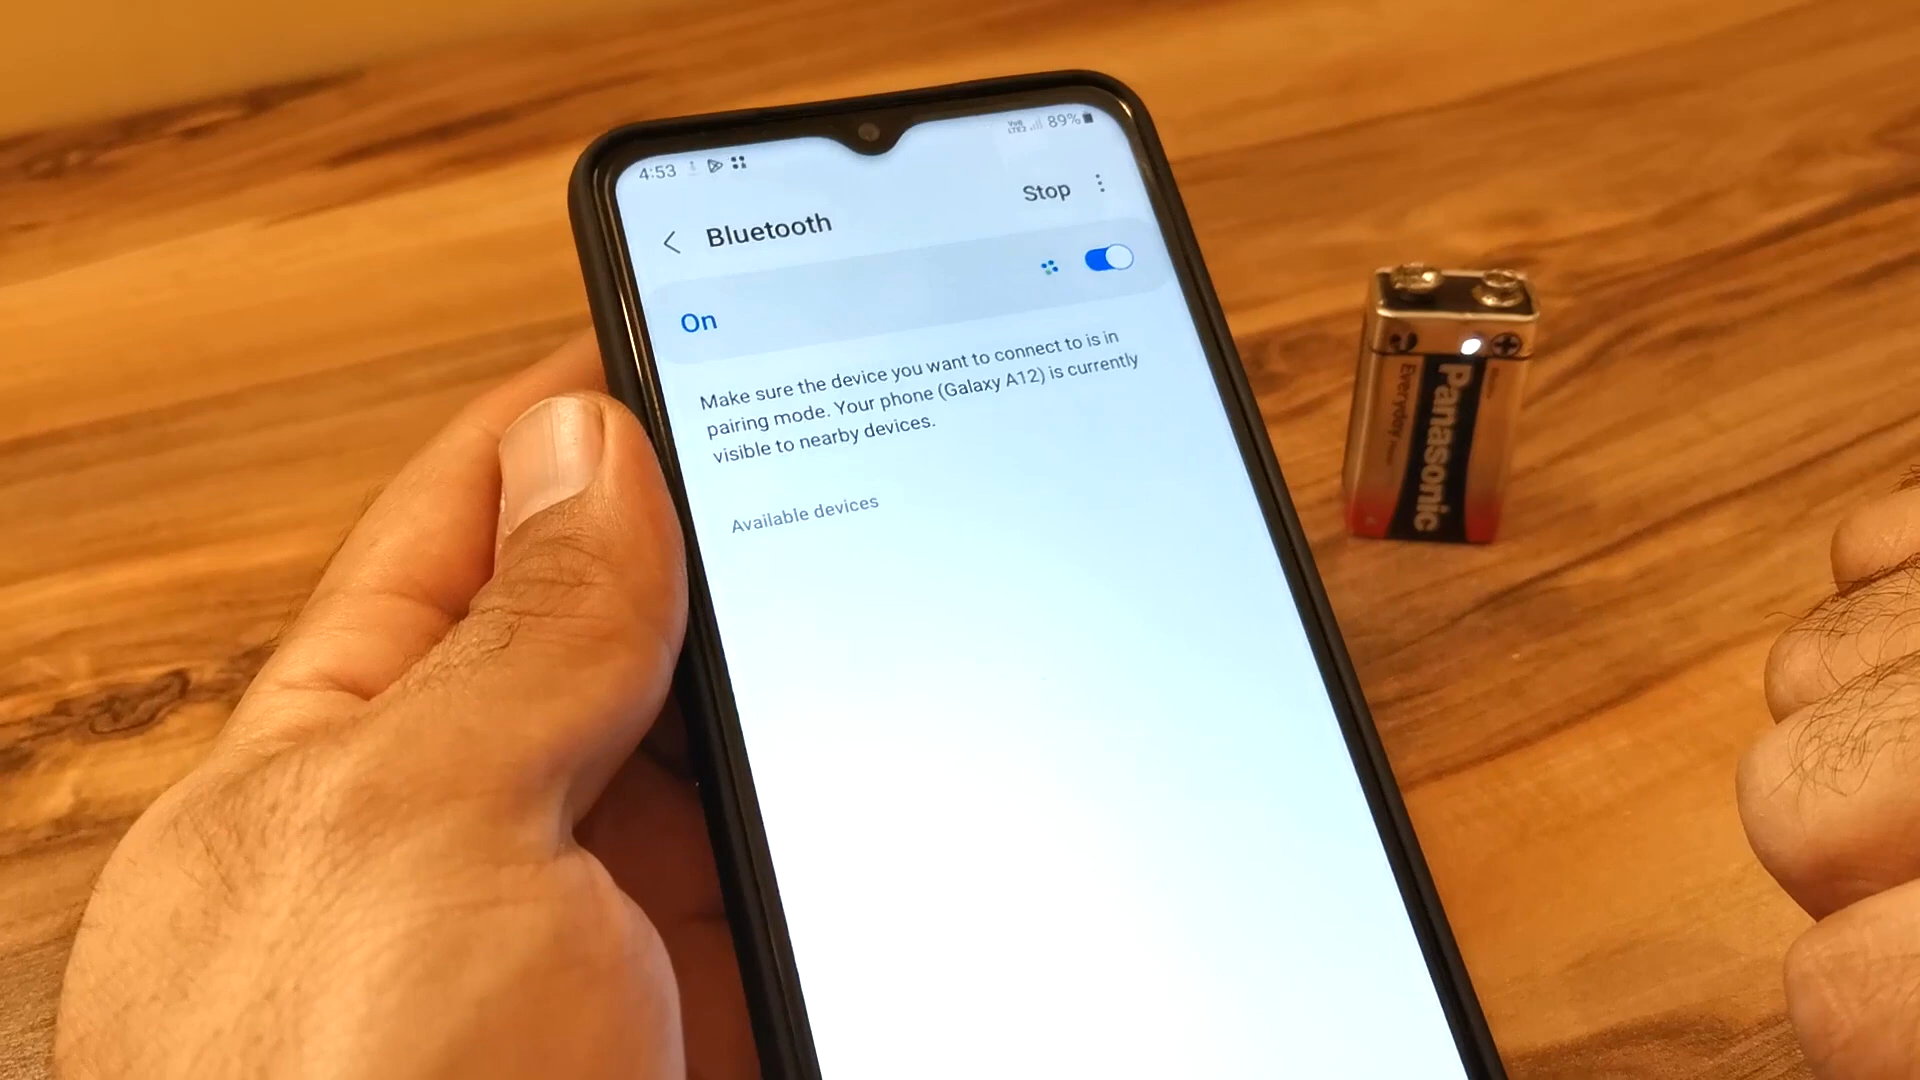 4:53
89%
Bluetooth
Stop
On
Make sure the device you want to connect to is in
pairing mode. Your phone (Galaxy A12) is currently
visible to nearby devices.
Available devices
Panasonic
Everyday